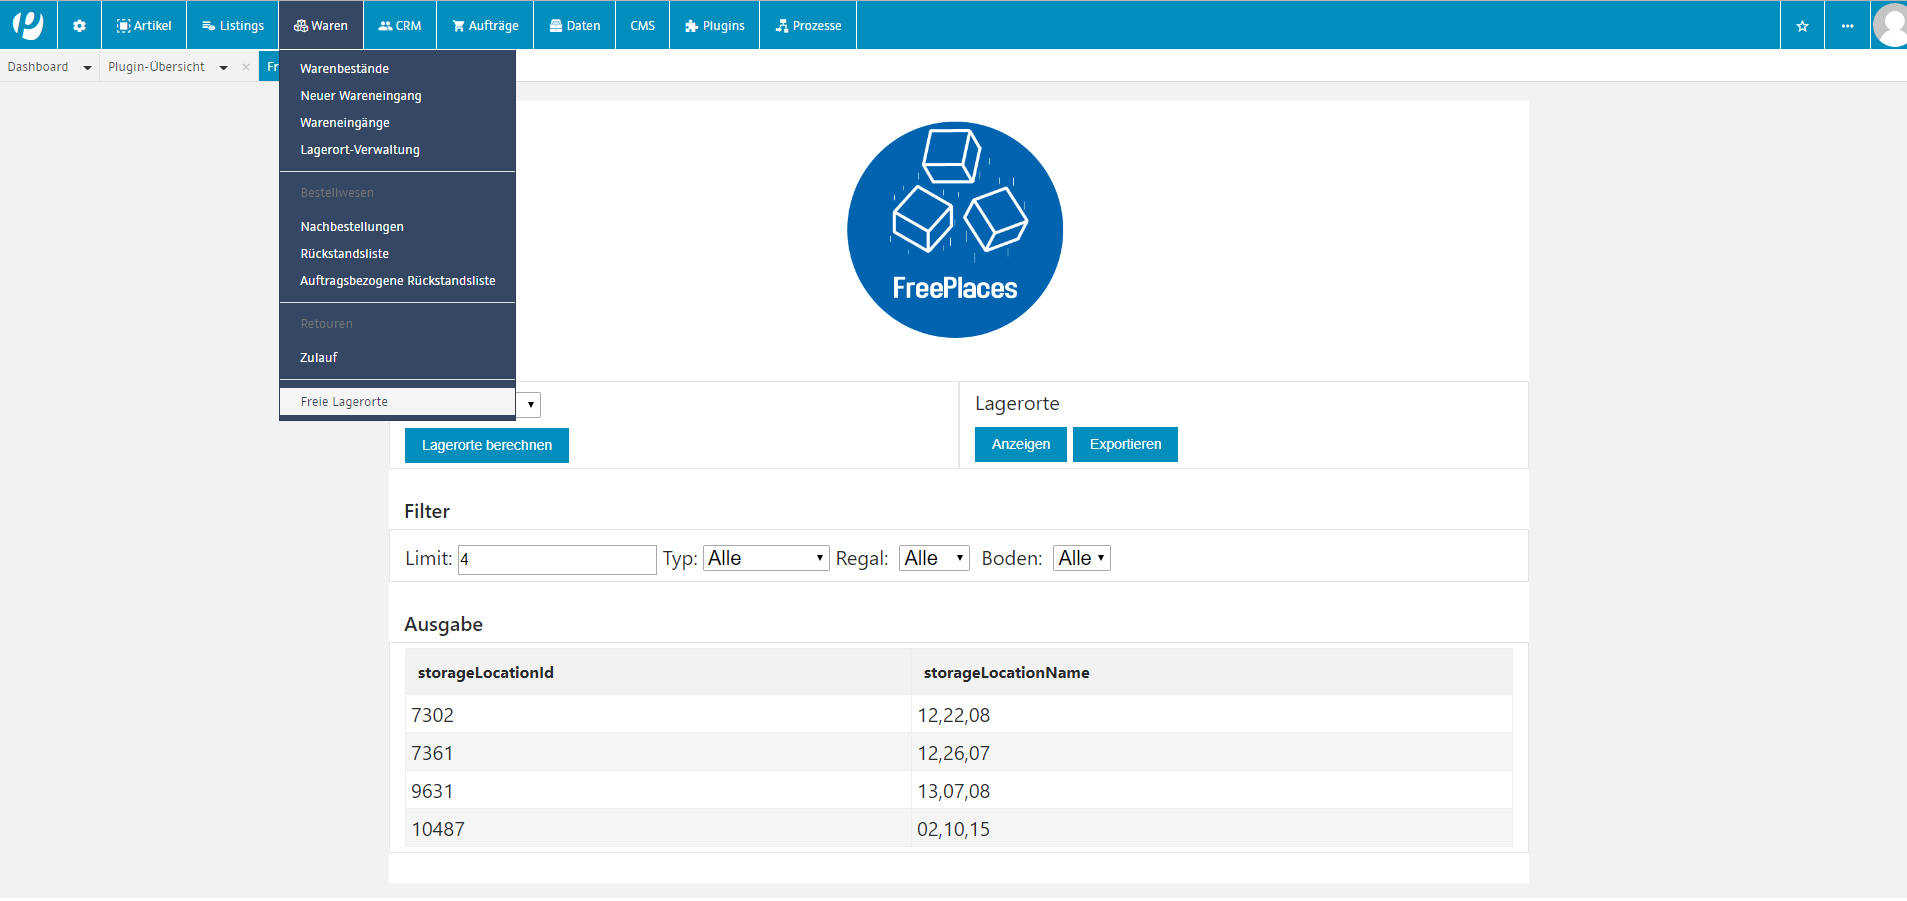 Artikel Listings Waren CRM Aufträge Daten CMS Plugins Prozesse
Dashboard Plugin-Übersicht Fr
Warenbestände
Neuer Wareneingang
Wareneingänge
Lagerort-Verwaltung
Bestellwesen
Nachbestellungen
Rückstandsliste
Auftragsbezogene Rückstandsliste
Retouren
Zulauf
Freie Lagerorte
FreePlaces
Lagerorte berechnen
Lagerorte
Anzeigen Exportieren
Filter
Limit: 4 Typ: Alle Regal: Alle Boden: Alle
Ausgabe
storageLocationId storageLocationName
7302 12,22,08
7361 12,26,07
9631 13,07,08
10487 02,10,15